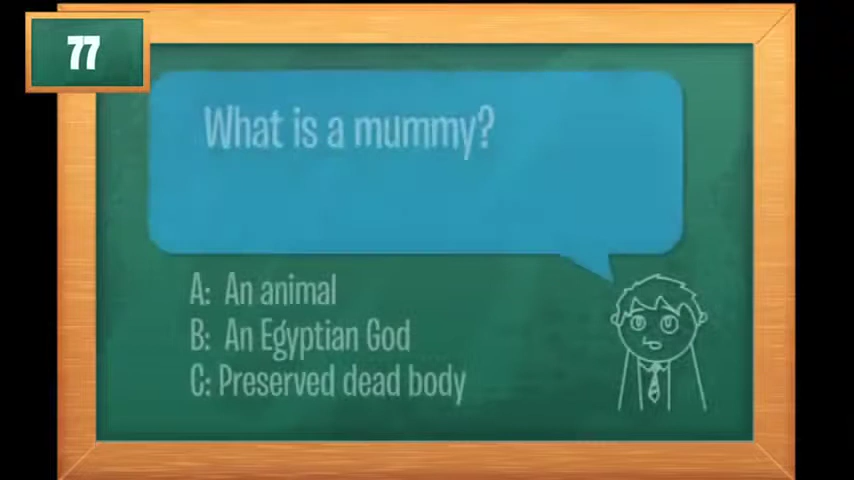 77
What is a mummy?
A: An animal
B: An Egyptian God
C: Preserved dead body